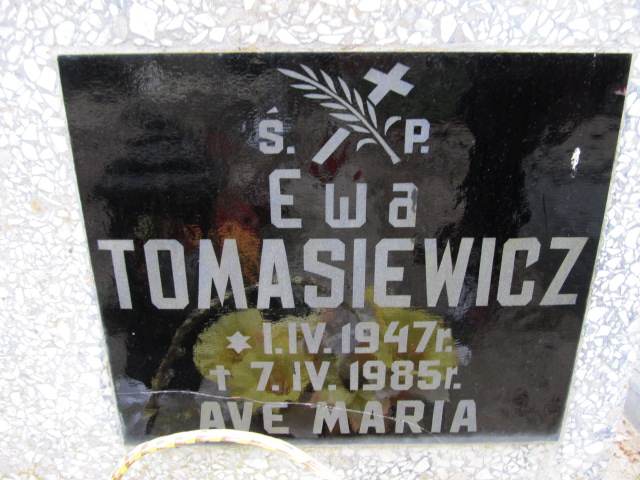 Ś. P.
Ewa
TOMASIEWICZ
* 1.IV.1947r.
† 7.IV.1985r.
AVE MARIA